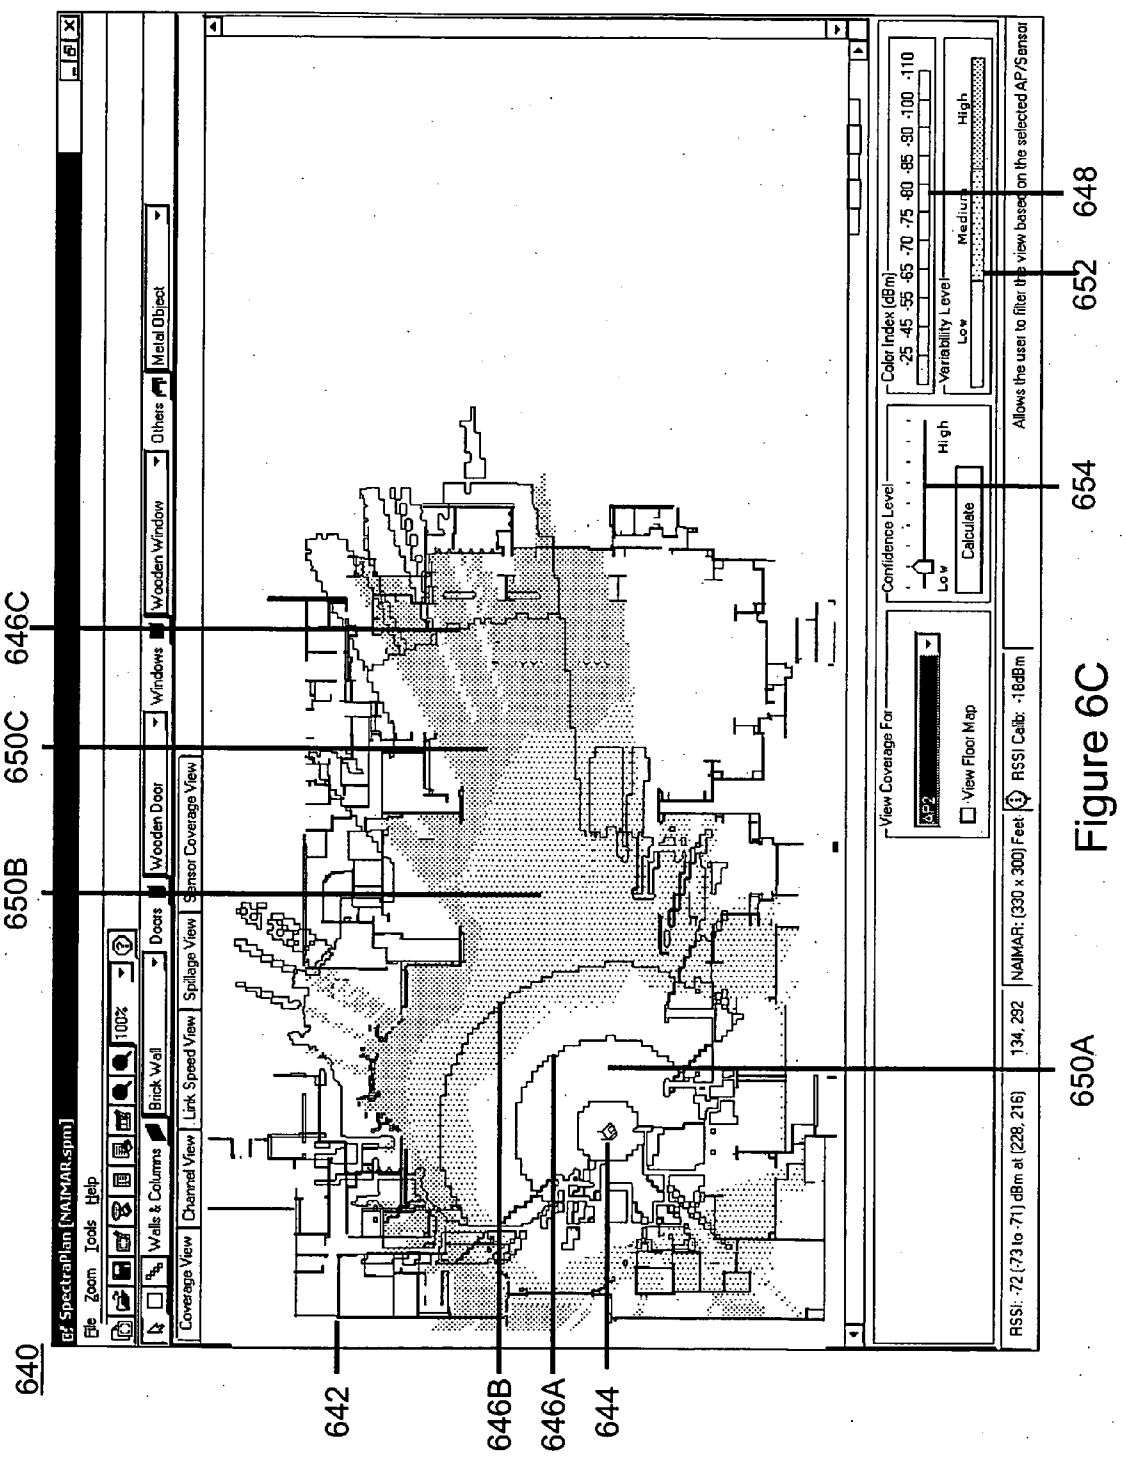 640
Spectraplan [NAIMAR.spm]
File Zoom Tools Help
100%
Walls & Columns Brick Wall Doors Wooden Door Windows Wooden Window Others Metal Object
Coverage View Channel View Link Speed View Spillage View Sensor Coverage View
650B 650C 646C
642
646B
646A
644
650A
View Coverage For
AP2
View Floor Map
Confidence Level
Low High
Calculate
Color Index (dBm)
-25 -45 -55 -65 -70 -75 -80 -85 -90 -100 -110
Variability Level
Low Medium High
RSSI: -72 (-73 to -71) dBm at (228, 216) 134, 292 NAIMAR: (330 x 300) Feet RSSI Calib: -18dBm Allows the user to filter the view based on the selected AP/Sensor
654 652 648
Figure 6C